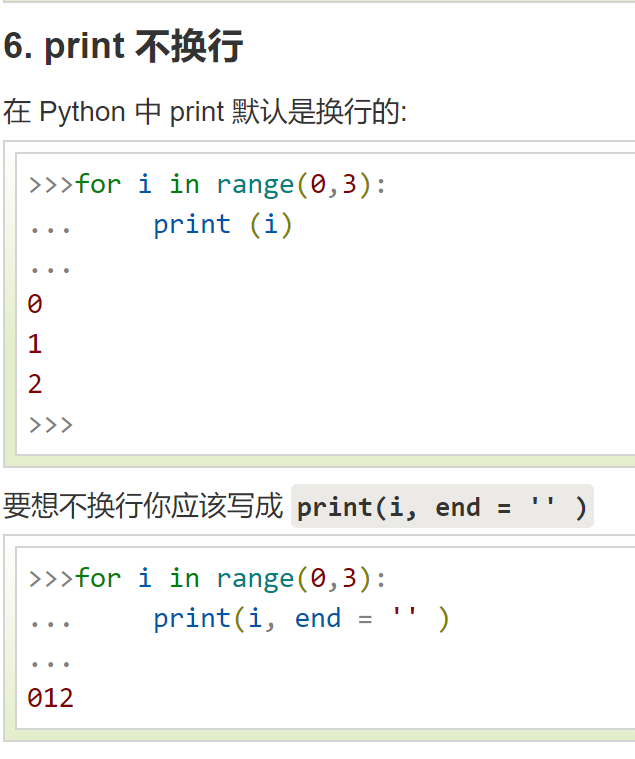 6. print 不换行
在 Python 中 print 默认是换行的:
>>>for i in range(0,3):
...     print (i)
...
0
1
2
>>>
要想不换行你应该写成 print(i, end = '' )
>>>for i in range(0,3):
...     print(i, end = '' )
...
012